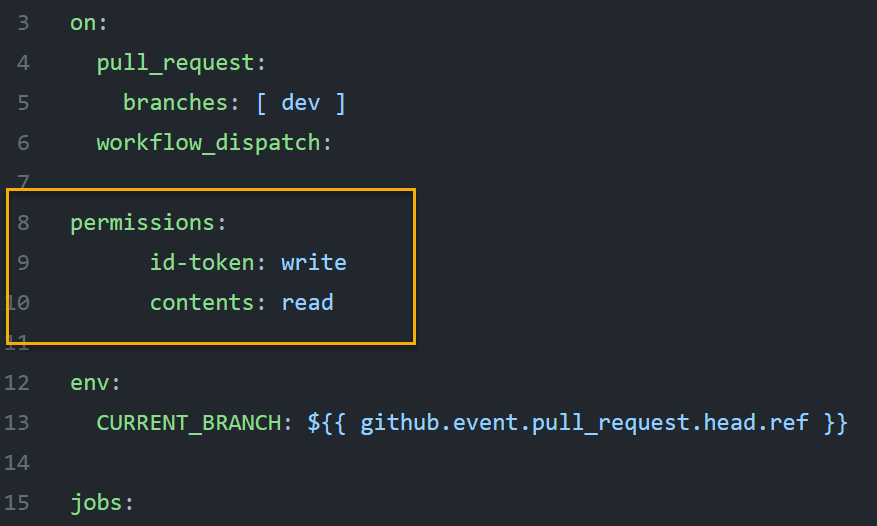 3 on:
4 pull_request:
5 branches: [ dev ]
6 workflow_dispatch:
7
8 permissions:
9 id-token: write
10 contents: read
11
12 env:
13 CURRENT_BRANCH: ${{ github.event.pull_request.head.ref }}
14
15 jobs: